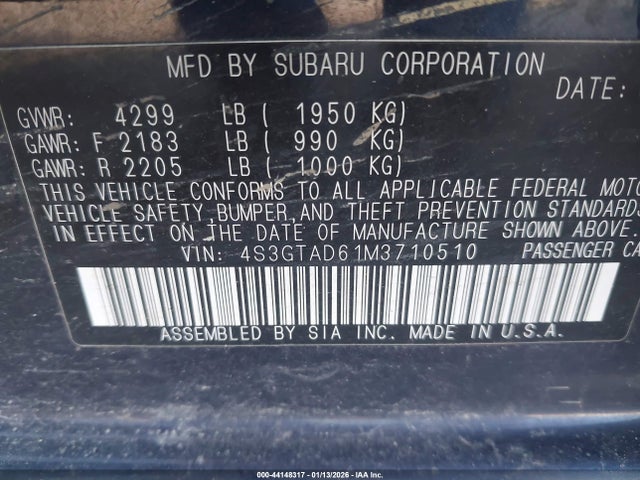 MFD BY SUBARU CORPORATION
DATE:
GVWR: 4299 LB ( 1950 KG)
GAWR: F 2183 LB ( 990 KG)
GAWR: R 2205 LB ( 1000 KG)
THIS VEHICLE CONFORMS TO ALL APPLICABLE FEDERAL MOTO
VEHICLE SAFETY,BUMPER,AND THEFT PREVENTION STANDARDS
IN EFFECT ON THE DATE OF MANUFACTURE SHOWN ABOVE.
VIN: 4S3GTAD61M3710510 PASSENGER CA
ASSEMBLED BY SIA INC. MADE IN U.S.A.
000-44148317 - 01/13/2026 - Copyright © IAA, Inc.